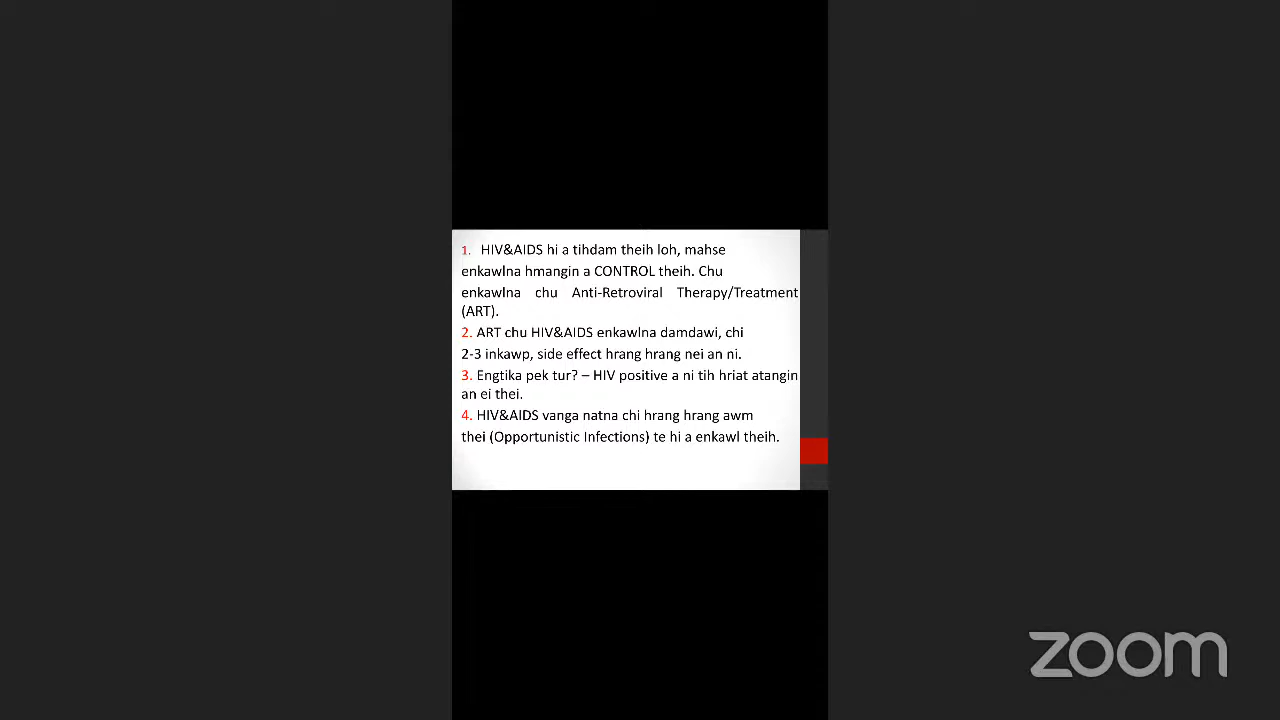 1. HIV&AIDS hi a tihdam theih loh, mahse
enkawlna hmangin a CONTROL theih. Chu
enkawlna chu Anti-Retroviral Therapy/Treatment
(ART).
2. ART chu HIV&AIDS enkawlna damdawi, chi
2-3 inkawp, side effect hrang hrang nei an ni.
3. Engtika pek tur? – HIV positive a ni tih hriat atangin
an ei thei.
4. HIV&AIDS vanga natna chi hrang hrang awm
thei (Opportunistic Infections) te hi a enkawl theih.
zoom